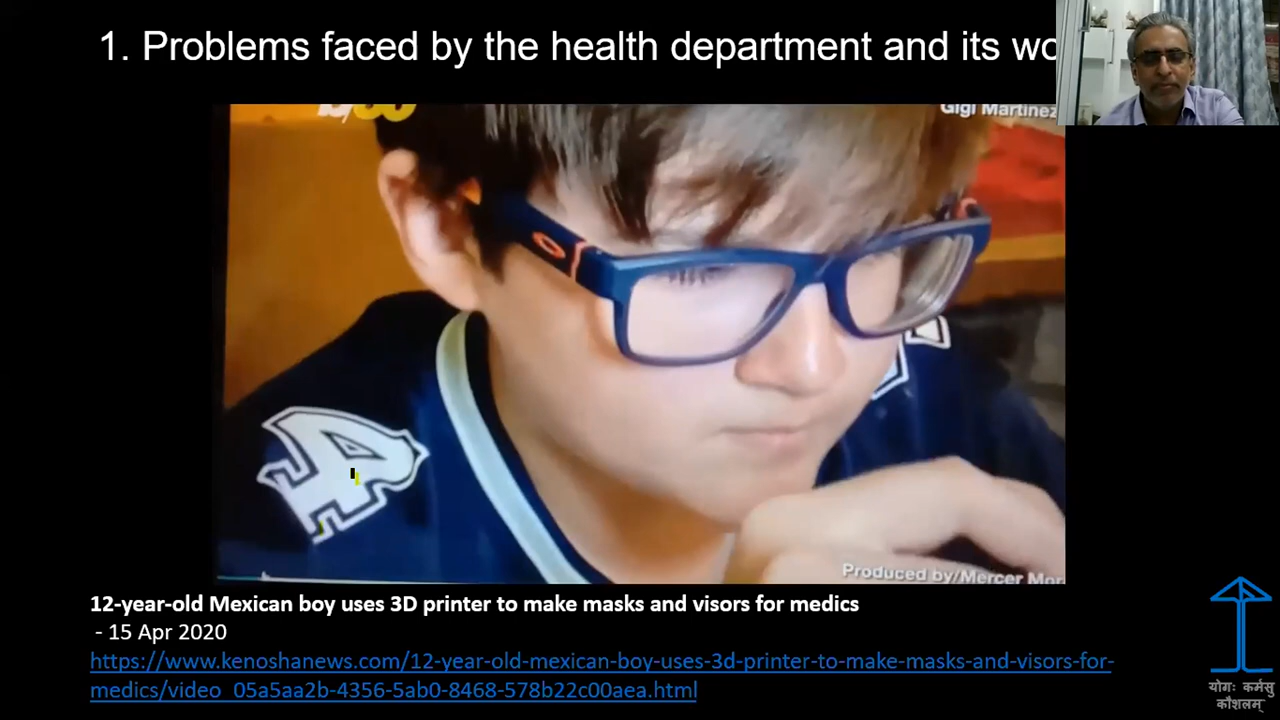 1. Problems faced by the health department and its wo
Gigi Martinez
4
Produced by/Mercer Mor
12-year-old Mexican boy uses 3D printer to make masks and visors for medics
- 15 Apr 2020
https://www.kenoshanews.com/12-year-old-mexican-boy-uses-3d-printer-to-make-masks-and-visors-for-
medics/video_05a5aa2b-4356-5ab0-8468-578b22c00aea.html
योगः कर्मसु
कौशलम्